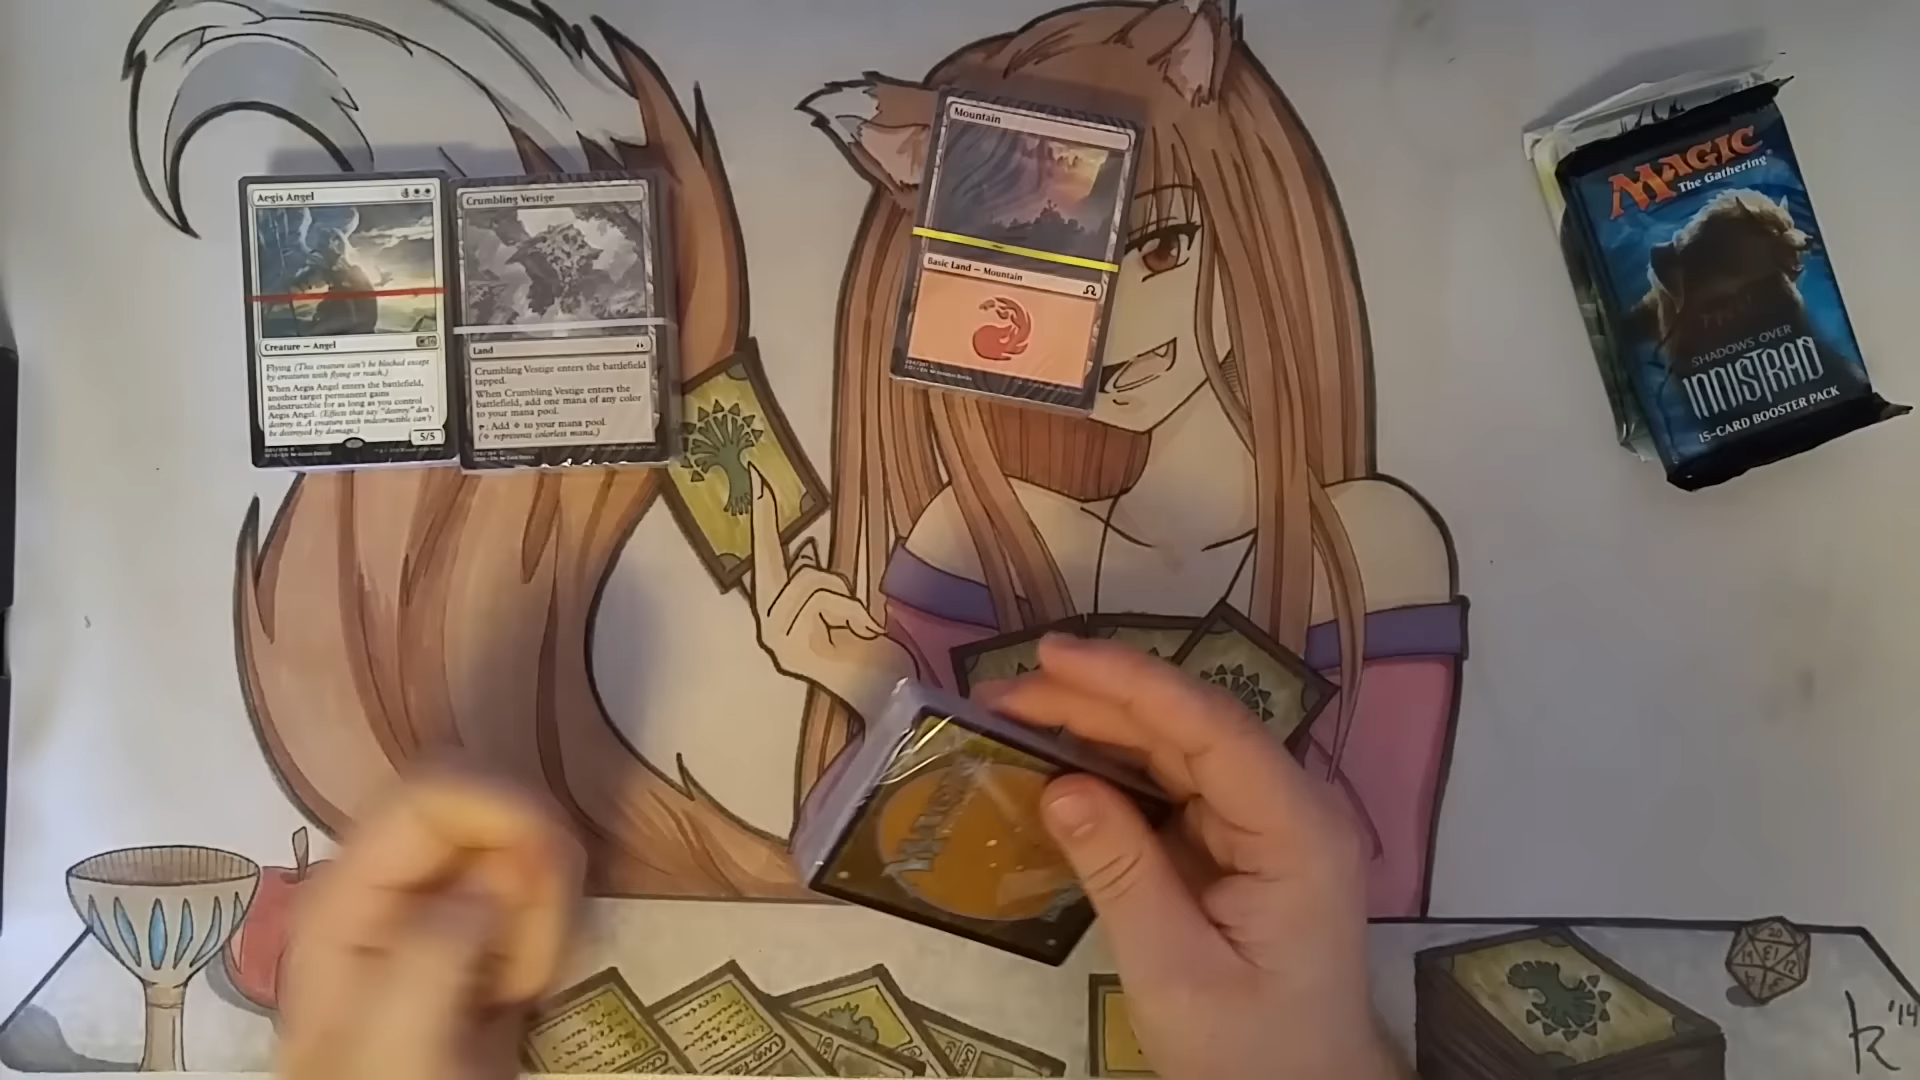 Aegis Angel
4
Creature — Angel
Flying (This creature can't be blocked except
by creatures with flying or reach.)
When Aegis Angel enters the battlefield,
another target permanent gains
indestructible for as long as you control
Aegis Angel. (Effects that say "destroy" don't
destroy it. A creature with indestructible can't
be destroyed by damage.)
5/5
Crumbling Vestige
Land
Crumbling Vestige enters the battlefield
tapped.
When Crumbling Vestige enters the
battlefield, add one mana of any color
to your mana pool.
: Add to your mana pool.
( represents colorless mana.)
Mountain
Basic Land — Mountain
MAGIC
The Gathering®
SHADOWS OVER
INNISTRAD
15-CARD BOOSTER PACK
MAGIC
20
13
'14